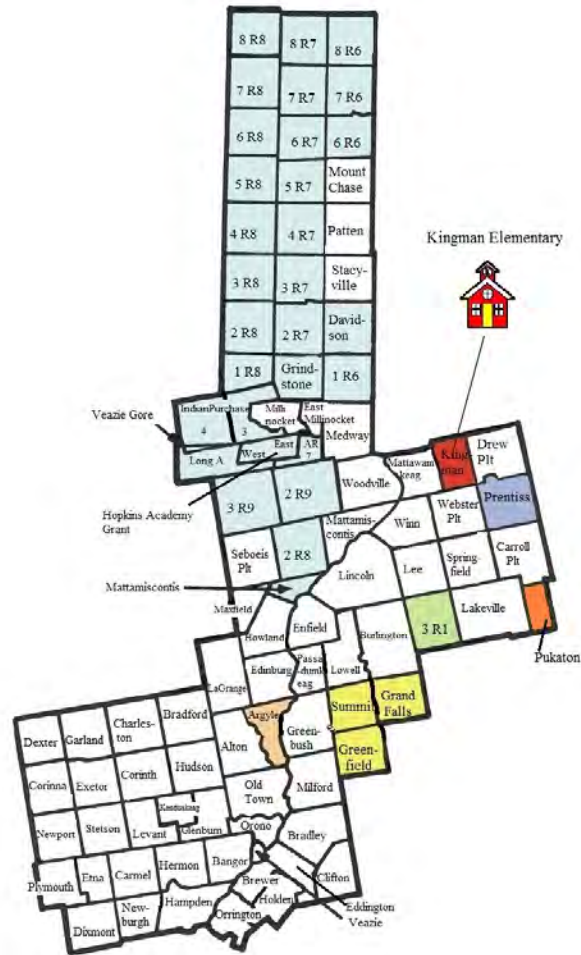 8 R8
8 R7
8 R6
7 R8
7 R7
7 R6
6 R8
6 R7
6 R6
5 R8
5 R7
Mount
Chase
4 R8
4 R7
Patten
Kingman Elementary
3 R8
3 R7
Stacy-
ville
2 R8
2 R7
David-
son
1 R8
Grind-
stone
1 R6
Veazie Gore
IndianPurchase
4
3
Milli
nocket
East
Millinocket
Medway
Long A
West
East
AR
7
Hopkins Academy
Grant
3 R9
2 R9
Woodville
Mattawam
keag
King-
man
Drew
Plt
Prentiss
Seboeis
Plt
2 R8
Mattamis-
contis
Winn
Webster
Plt
Mattamiscontis
Lincoln
Lee
Spring-
field
Carroll
Plt
Maxfield
Howland
Enfield
Burlington
3 R1
Lakeville
Pukaton
LaGrange
Edinburg
Passa-
dumk
eag
Lowell
Summit
Grand
Falls
Argyle
Green-
bush
Green-
field
Dexter
Garland
Charles-
ton
Bradford
Alton
Corinna
Exeter
Corinth
Hudson
Old
Town
Milford
Newport
Stetson
Levant
Kenduskeag
Glenburn
Orono
Bradley
Plymouth
Etna
Carmel
Hermon
Bangor
Clifton
Dixmont
New-
burgh
Hampden
Brewer
Holden
Orrington
Eddington
Veazie